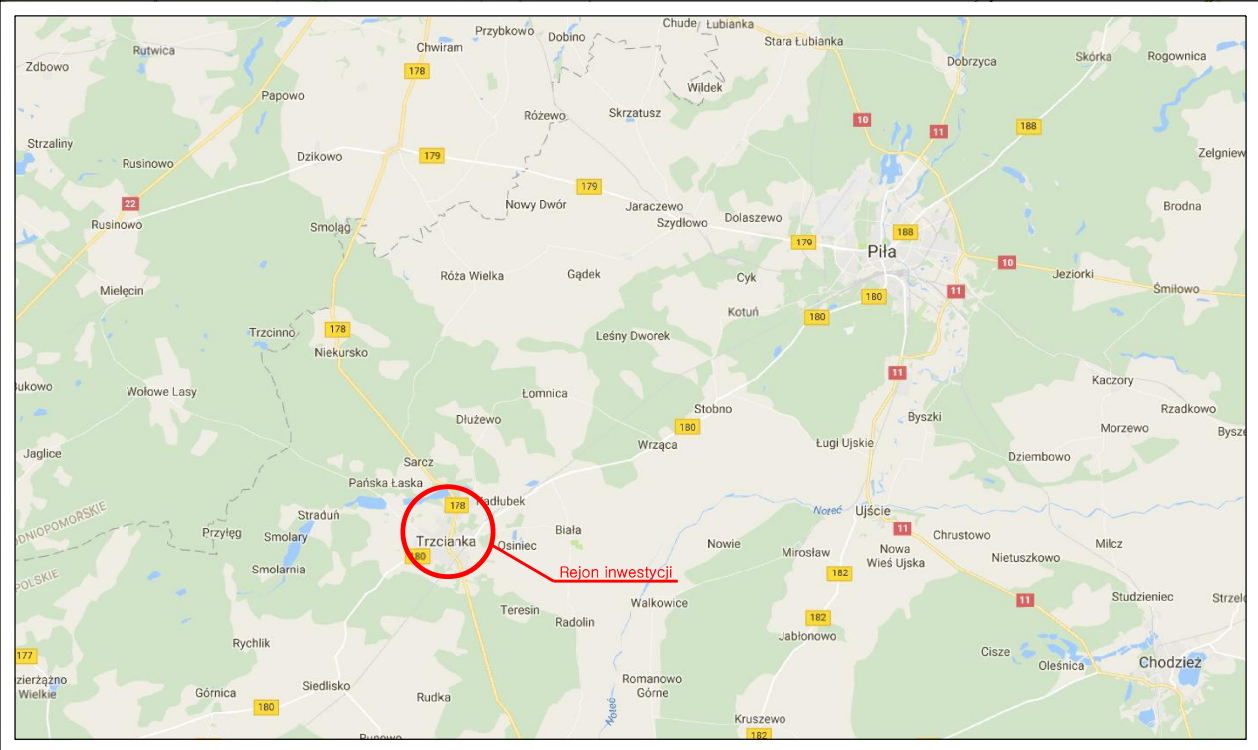 Chude
Łubianka
Przybkowo
Dobino
Rutwica
Chwiram
Stara Łubianka
Dobrzyca
Skórka
Rogownica
Zdbowo
178
Papowo
Wildek
Różewo
Skrzatusz
10
11
188
Strzaliny
Rusinowo
Dzikowo
179
Zelgniew
179
22
Rusinowo
Nowy Dwór
Jaraczewo
Szydłowo
Dolaszewo
Brodna
Smoląg
179
188
Piła
Róża Wielka
Gądek
Cyk
10
Jeziorki
Śmiłowo
Mielęcin
11
180
Kotuń
180
Trzcinno
178
Niekursko
Leśny Dworek
11
Kaczory
Wołowe Lasy
Łomnica
Stobno
Rzadkowo
Dłużewo
180
Byszki
Morzewo
Jaglice
Wrząca
Ługi Ujskie
Dziembowo
Sarcz
Pańska Łaska
178
Straduń
Noteć
Ujście
Przyłęg
Smolary
Biała
11
Chrustowo
Trzcianka
Osiniec
Nowie
Mirosław
Nowa
Wieś Ujska
Miłcz
Nietuszkowo
180
Smolarnia
Rejon inwestycji
182
Teresin
Walkowice
11
Studzieniec
Radolin
182
Jabłonowo
Rychlik
177
Cisze
Oleśnica
Chodzież
Wielkie
Górnica
Siedlisko
Romanowo
Górne
180
Rudka
Noteć
Kruszewo
182